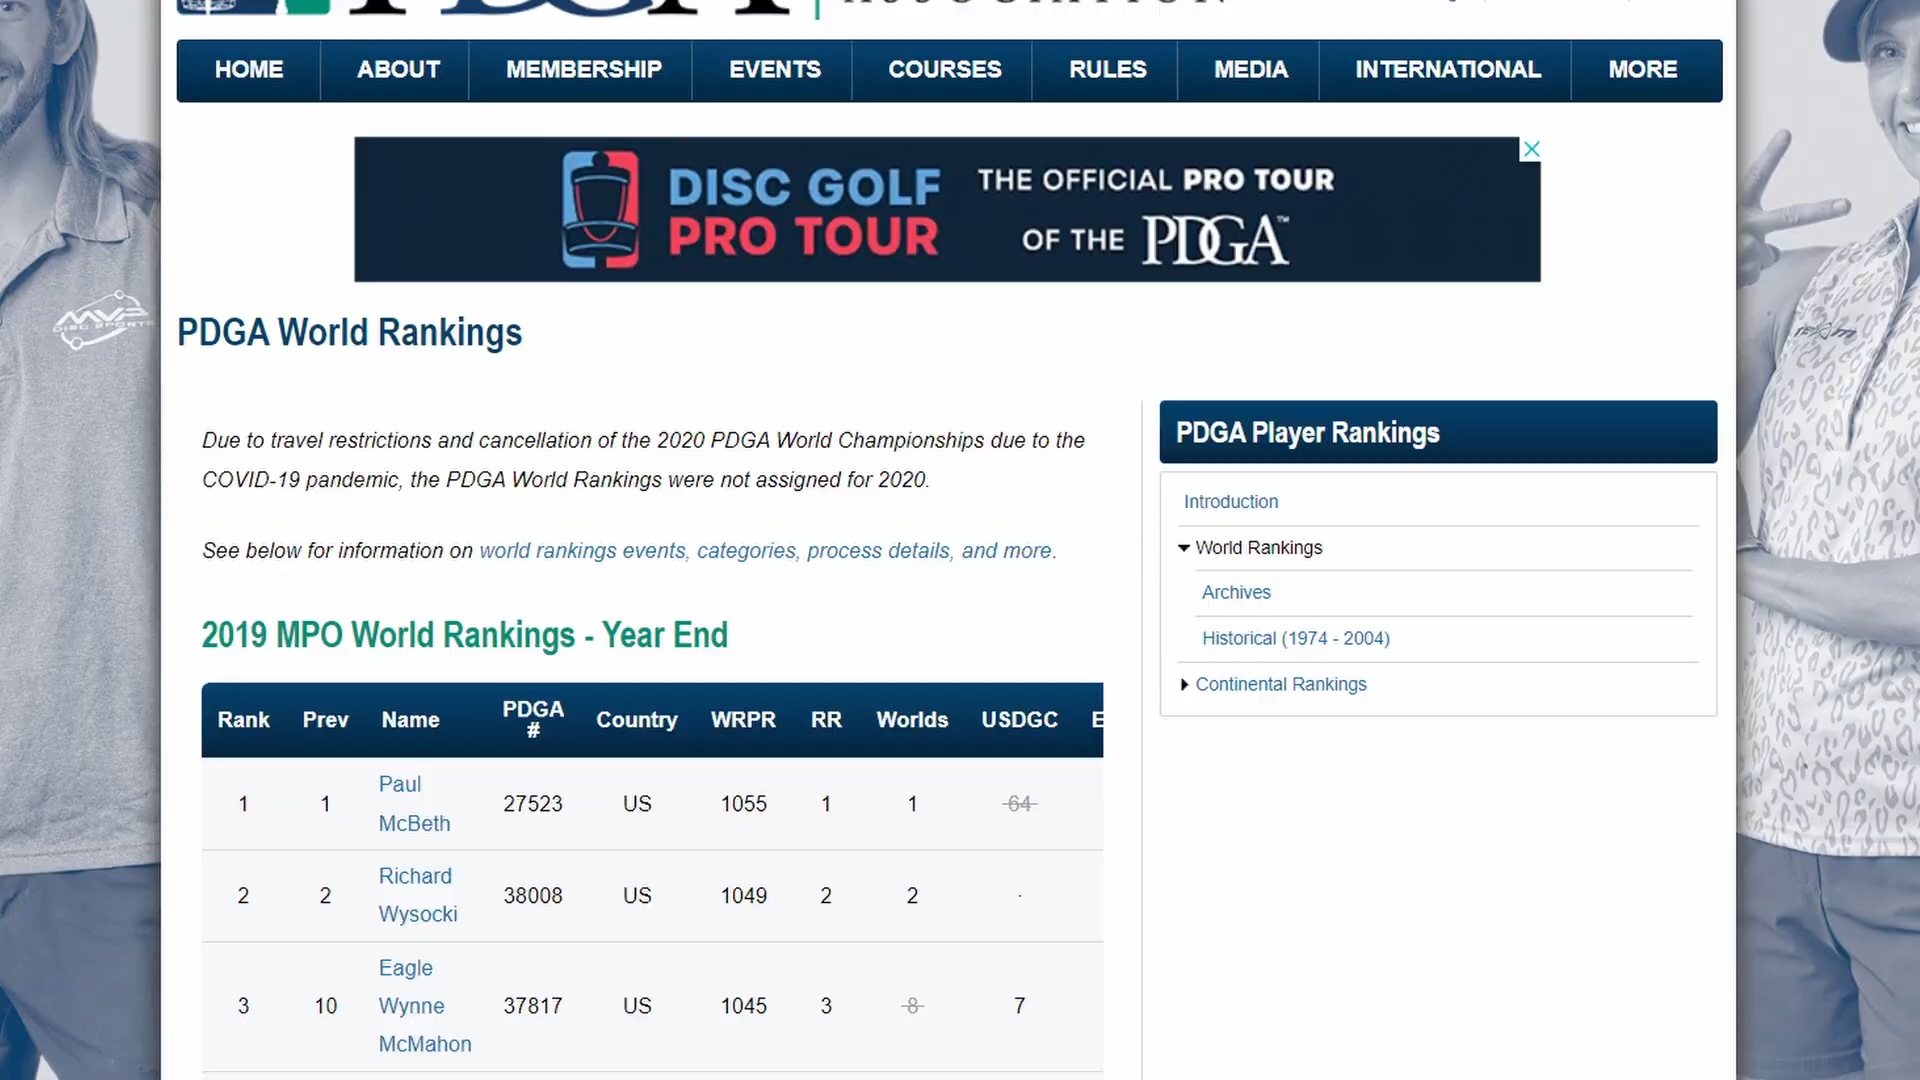 HOME ABOUT MEMBERSHIP EVENTS COURSES RULES MEDIA INTERNATIONAL MORE
DISC GOLF
PRO TOUR
THE OFFICIAL PRO TOUR
OF THE PDGA™
MVP
DISC SPORTS
PDGA World Rankings
Due to travel restrictions and cancellation of the 2020 PDGA World Championships due to the
COVID-19 pandemic, the PDGA World Rankings were not assigned for 2020.
See below for information on world rankings events, categories, process details, and more.
2019 MPO World Rankings - Year End
Rank Prev Name PDGA # Country WRPR RR Worlds USDGC E
1 1 Paul McBeth 27523 US 1055 1 1 64
2 2 Richard Wysocki 38008 US 1049 2 2 .
3 10 Eagle Wynne McMahon 37817 US 1045 3 8 7
PDGA Player Rankings
Introduction
World Rankings
Archives
Historical (1974 - 2004)
Continental Rankings